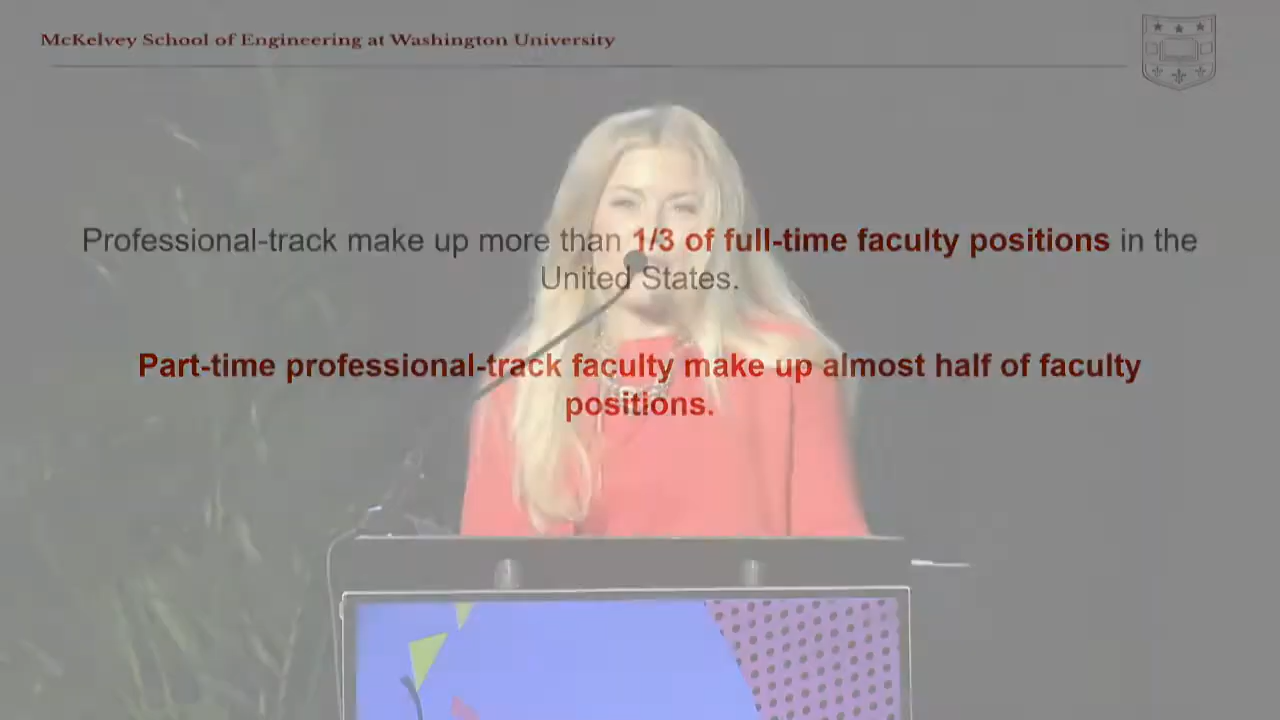 McKelvey School of Engineering at Washington University
Professional-track make up more than 1/3 of full-time faculty positions in the
United States.
Part-time professional-track faculty make up almost half of faculty
positions.